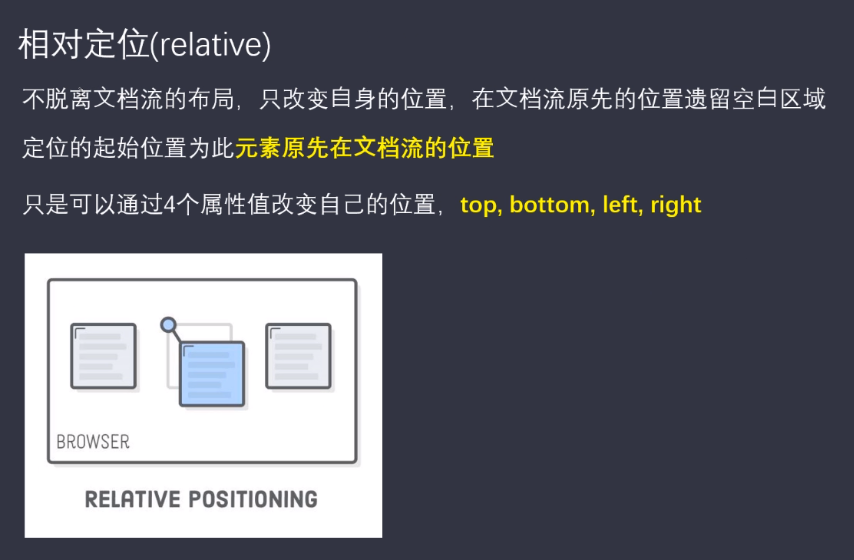 相对定位(relative)
不脱离文档流的布局，只改变自身的位置，在文档流原先的位置遗留空白区域
定位的起始位置为此元素原先在文档流的位置
只是可以通过4个属性值改变自己的位置，top, bottom, left, right
BROWSER
RELATIVE POSITIONING